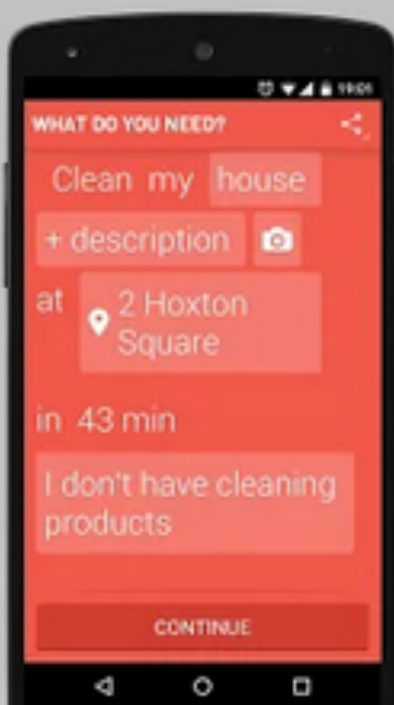 19:01
WHAT DO YOU NEED?
Clean my house
+ description
at 2 Hoxton
Square
in 43 min
I don't have cleaning
products
CONTINUE